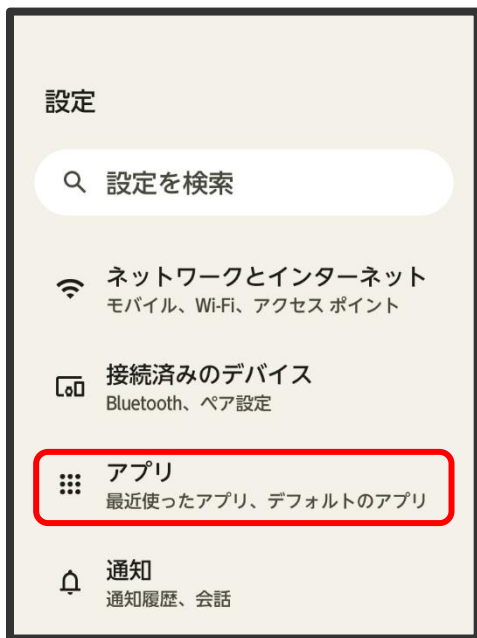 設定
設定を検索
ネットワークとインターネット
モバイル、Wi-Fi、アクセス ポイント
接続済みのデバイス
Bluetooth、ペア設定
アプリ
最近使ったアプリ、デフォルトのアプリ
通知
通知履歴、会話